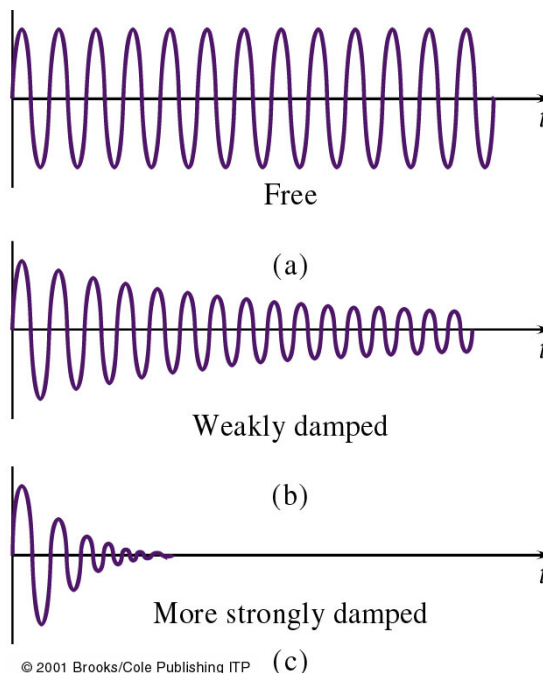 t
Free
(a)
t
Weakly damped
(b)
t
More strongly damped
(c)
© 2001 Brooks/Cole Publishing ITP